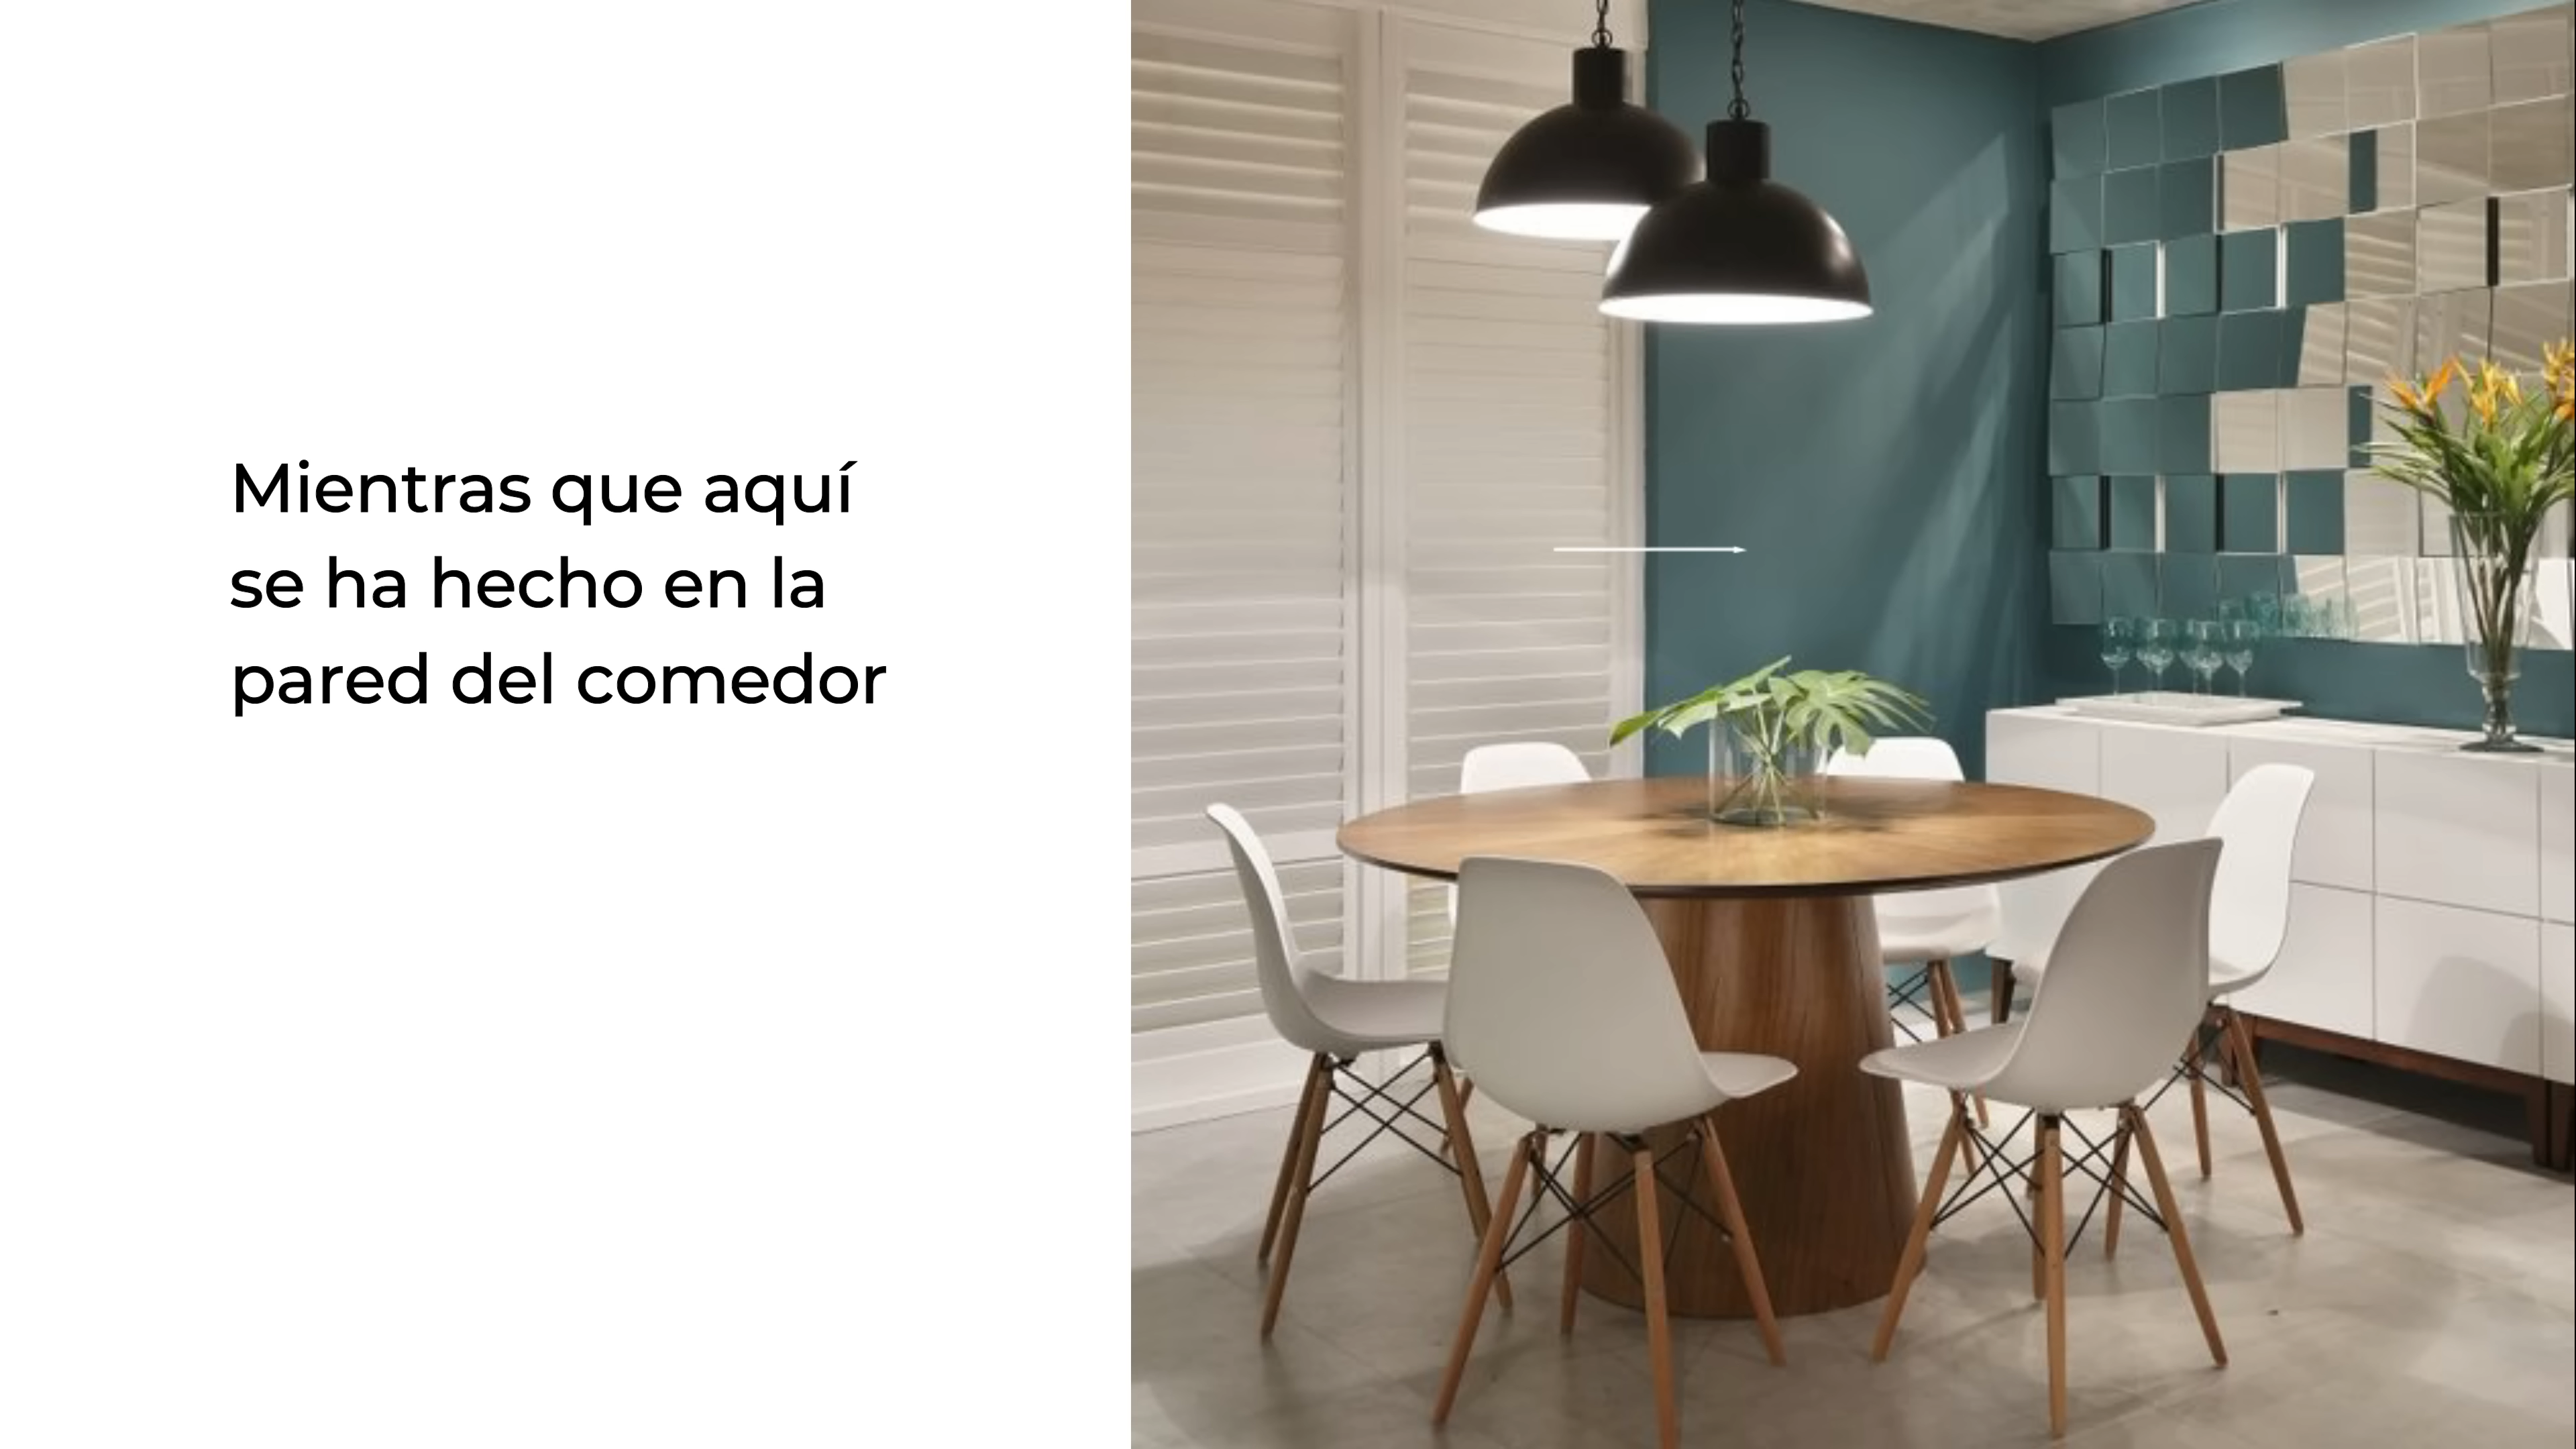 Mientras que aquí
se ha hecho en la
pared del comedor